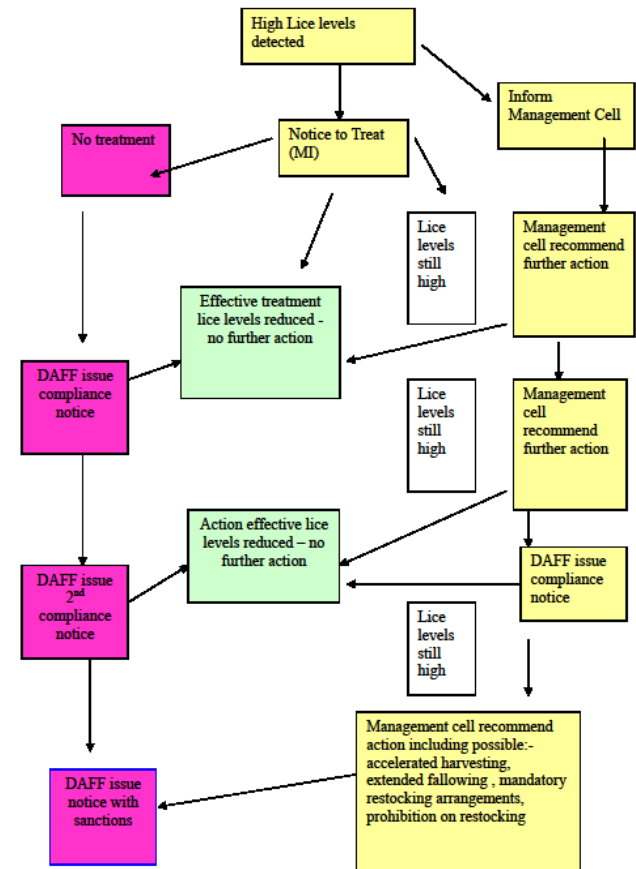 High Lice levels
detected
Inform
Management Cell
Notice to Treat
(MI)
No treatment
Lice
levels
still
high
Management
cell recommend
further action
Effective treatment
lice levels reduced -
no further action
DAFF issue
compliance
notice
Lice
levels
still
high
Management
cell
recommend
further action
Action effective lice
levels reduced – no
further action
DAFF issue
compliance
notice
DAFF issue
2nd
compliance
notice
Lice
levels
still
high
Management cell recommend
action including possible:-
accelerated harvesting,
extended fallowing , mandatory
restocking arrangements,
prohibition on restocking
DAFF issue
notice with
sanctions